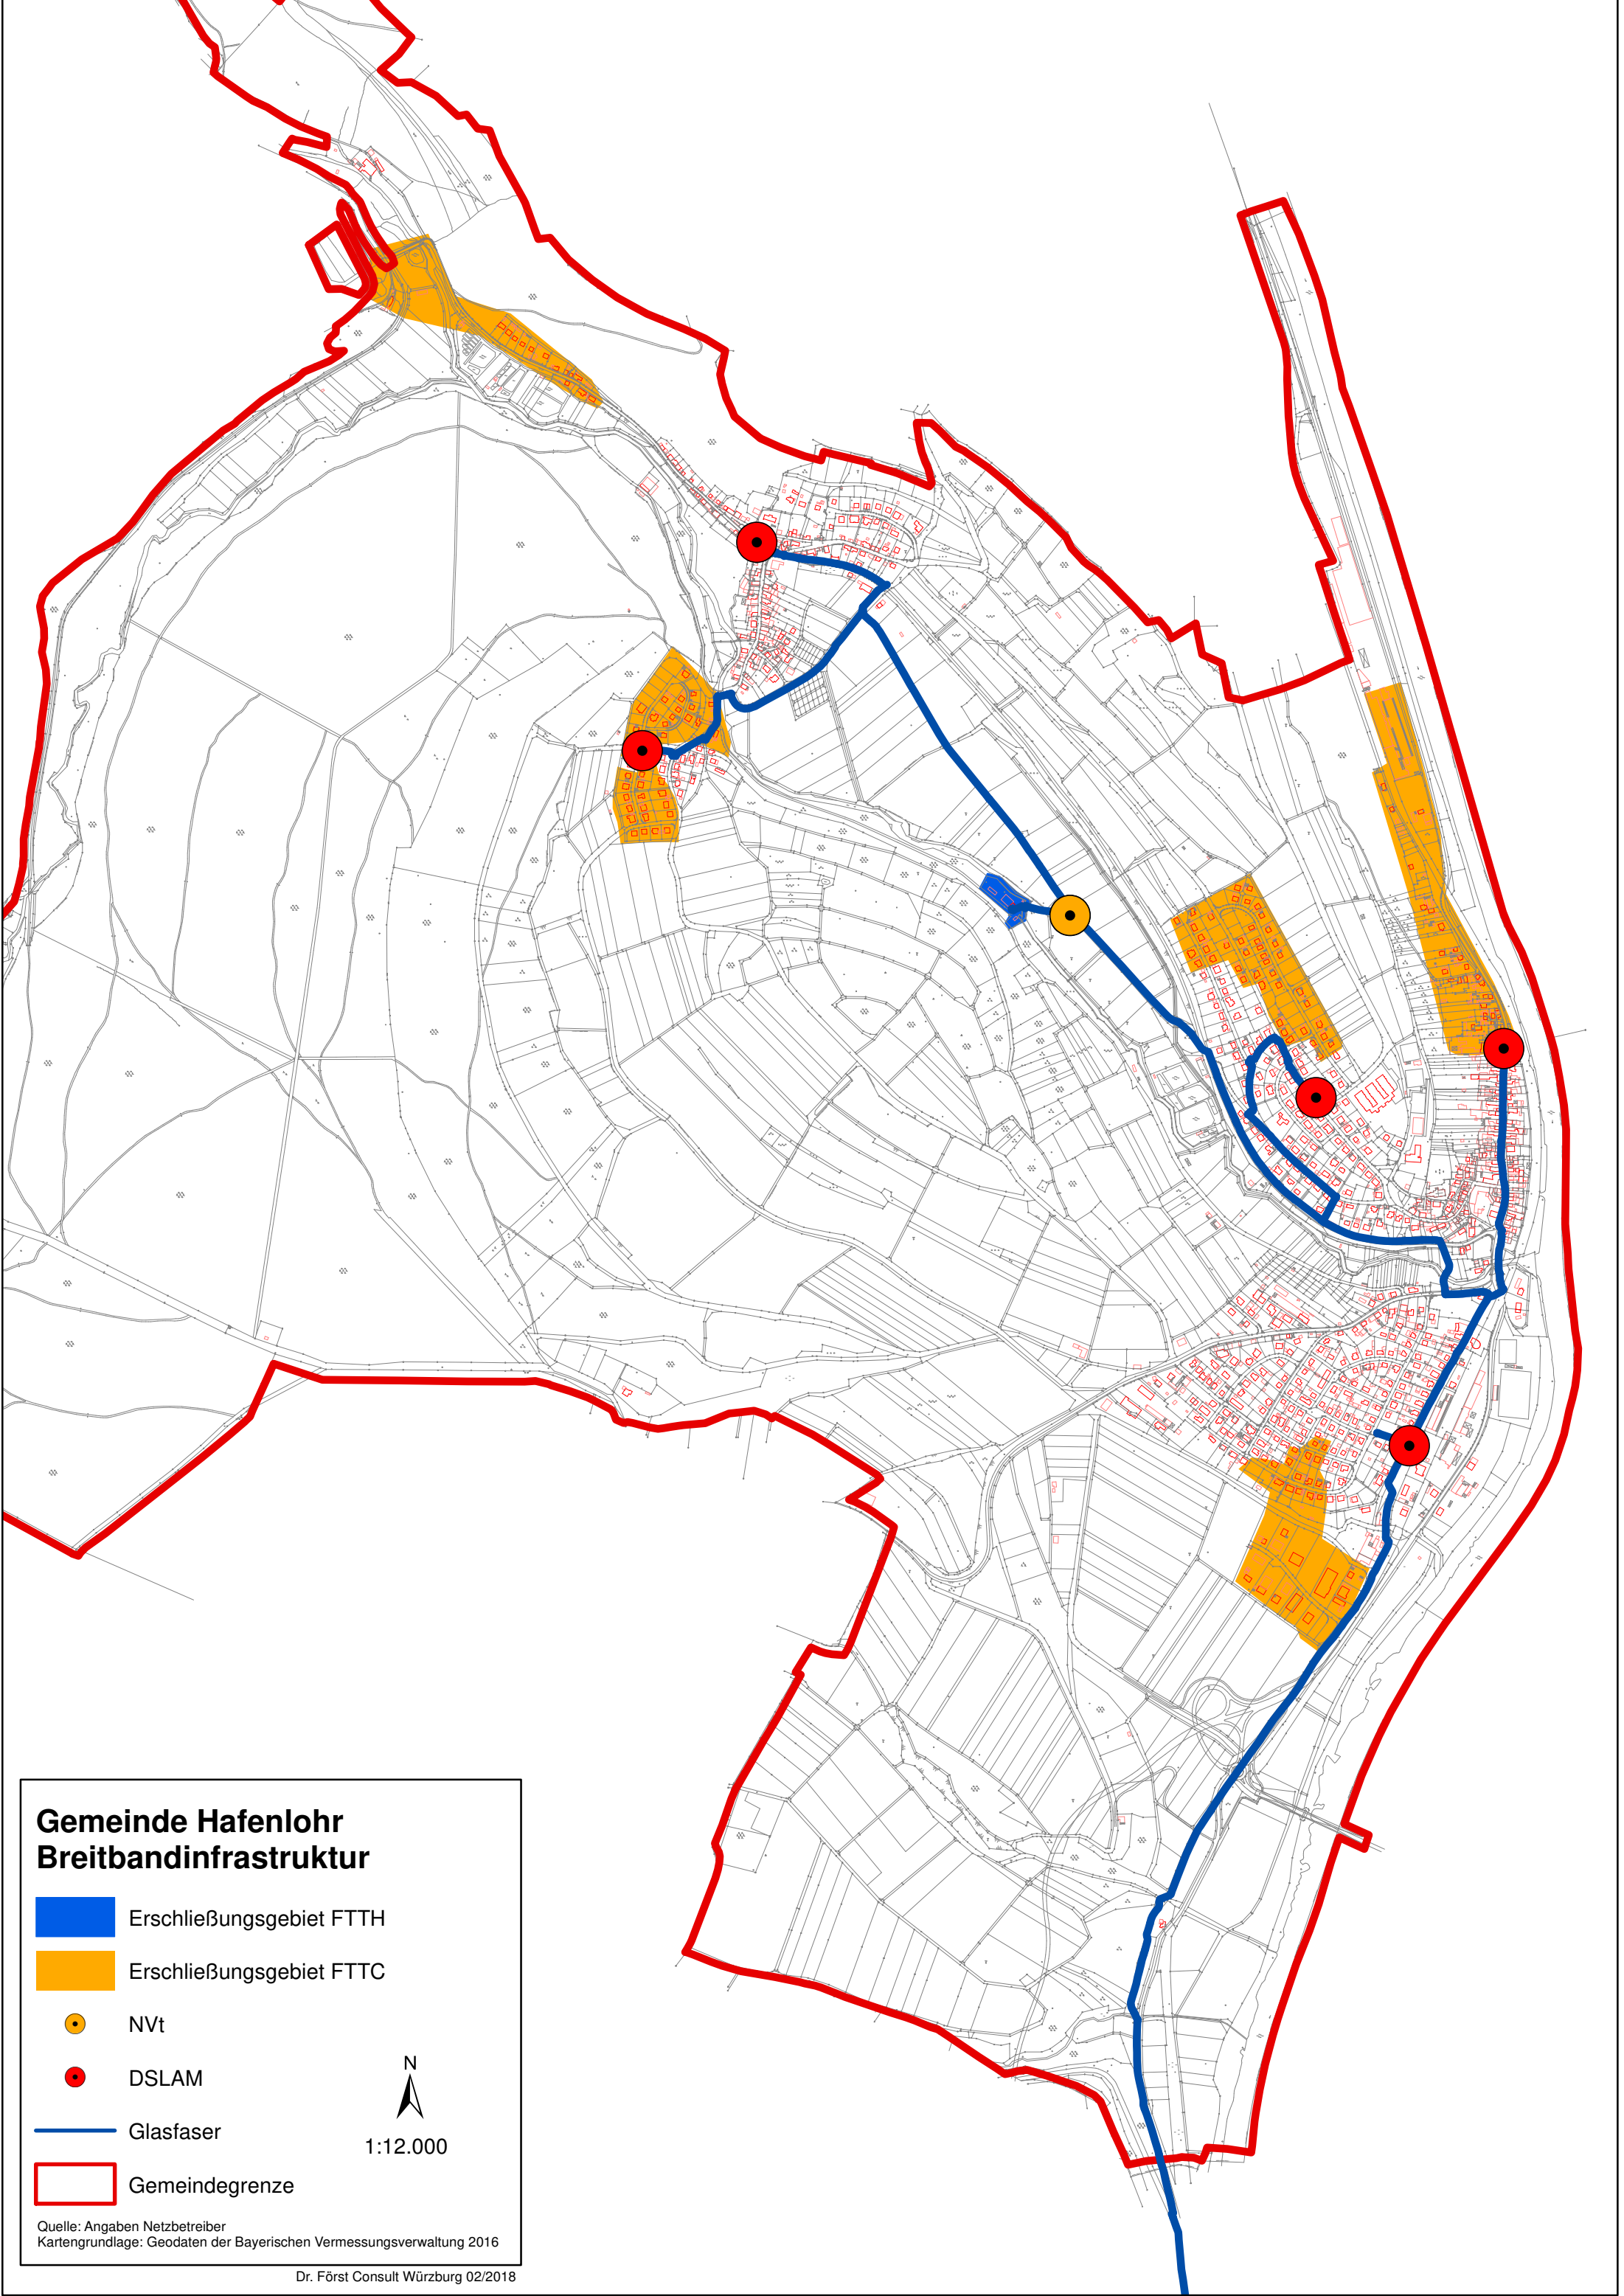 Gemeinde Hafenlohr
Breitbandinfrastruktur
Erschließungsgebiet FTTH
Erschließungsgebiet FTTC
NVt
DSLAM
N
Glasfaser
1:12.000
Gemeindegrenze
Quelle: Angaben Netzbetreiber
Kartengrundlage: Geodaten der Bayerischen Vermessungsverwaltung 2016
Dr. Först Consult Würzburg 02/2018